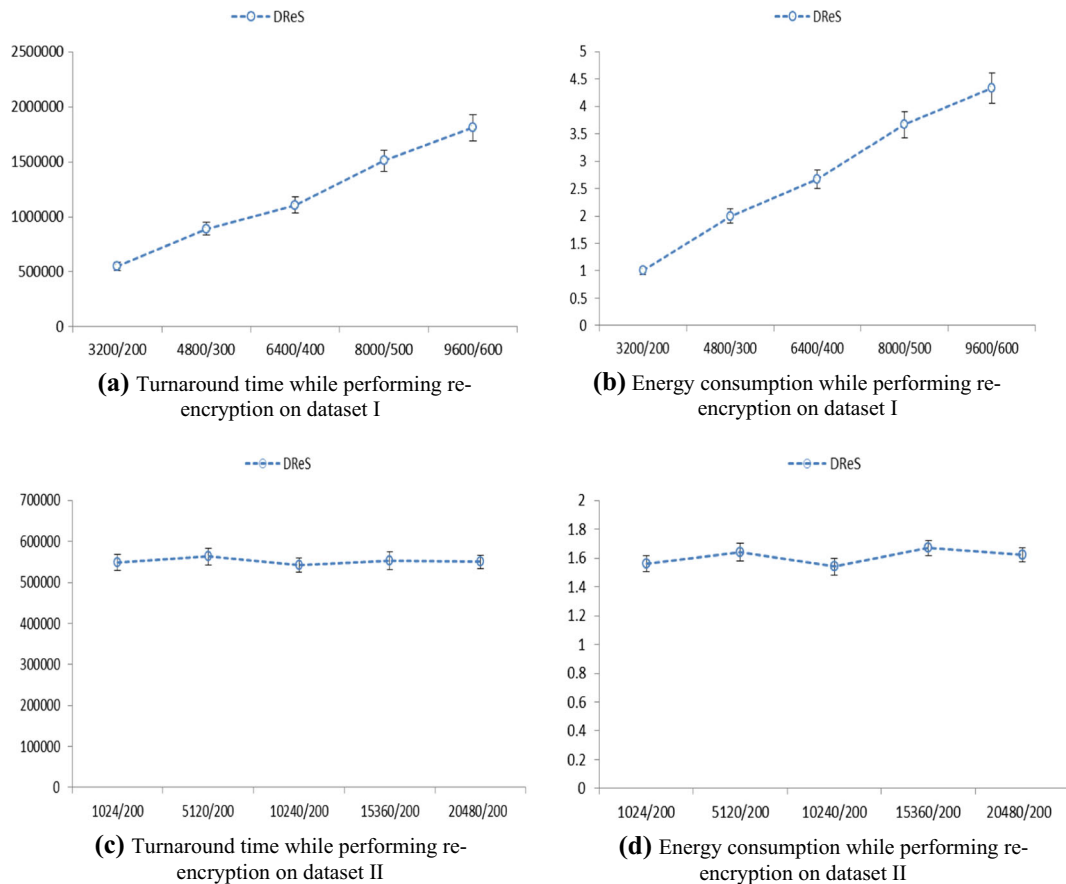 DReS
2500000
2000000
1500000
1000000
500000
0
3200/200 4800/300 6400/400 8000/500 9600/600
(a) Turnaround time while performing re-
encryption on dataset I
DReS
5
4.5
4
3.5
3
2.5
2
1.5
1
0.5
0
3200/200 4800/300 6400/400 8000/500 9600/600
(b) Energy consumption while performing re-
encryption on dataset I
DReS
700000
600000
500000
400000
300000
200000
100000
0
1024/200 5120/200 10240/200 15360/200 20480/200
(c) Turnaround time while performing re-
encryption on dataset II
DReS
2
1.8
1.6
1.4
1.2
1
0.8
0.6
0.4
0.2
0
1024/200 5120/200 10240/200 15360/200 20480/200
(d) Energy consumption while performing re-
encryption on dataset II